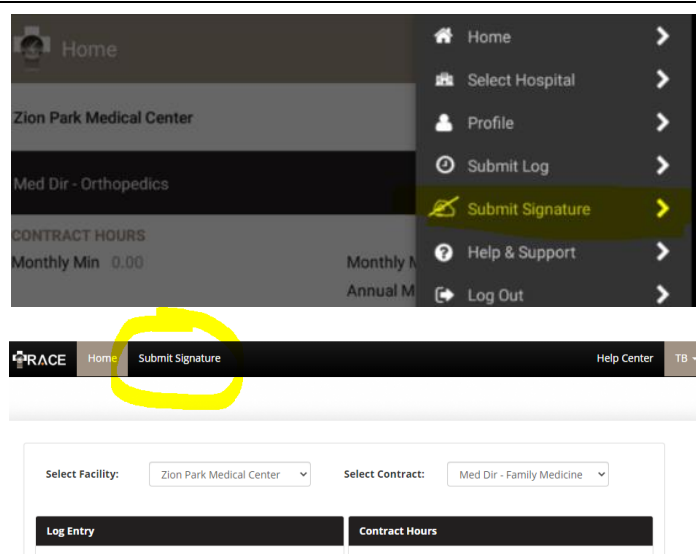 Home
Home
Select Hospital
Zion Park Medical Center
Profile
Submit Log
Med Dir - Orthopedics
Submit Signature
CONTRACT HOURS
Monthly Min 0.00
Monthly M
Help & Support
Annual M
Log Out
TRACE Home Submit Signature Help Center TB
Select Facility: Zion Park Medical Center Select Contract: Med Dir - Family Medicine
Log Entry Contract Hours